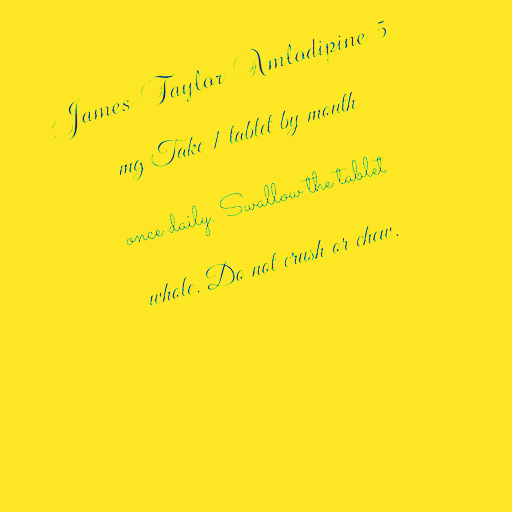 James Taylor Amlodipine 5
mg Take 1 tablet by mouth
once daily. Swallow the tablet
whole. Do not crush or chew.